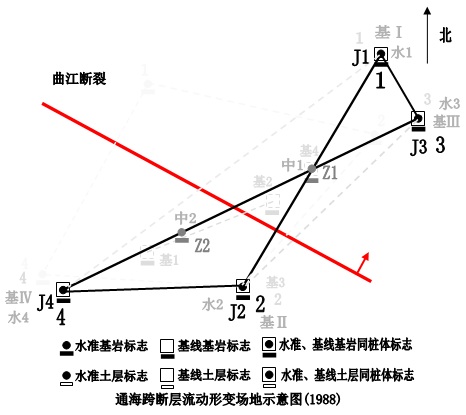 1 基Ⅰ 北
J1 水1
曲江断裂
1
1
3 水3
基Ⅲ
J3 3
基4
中1 Z1
基2
中2
Z2
基1
4
4
基Ⅳ J4
水4 4
基3
2
水2 J2 2
基Ⅱ
水准基岩标志 基线基岩标志 水准、基线基岩同桩体标志
水准土层标志 基线土层标志 水准、基线土层同桩体标志
通海跨断层流动形变场地示意图(1988)